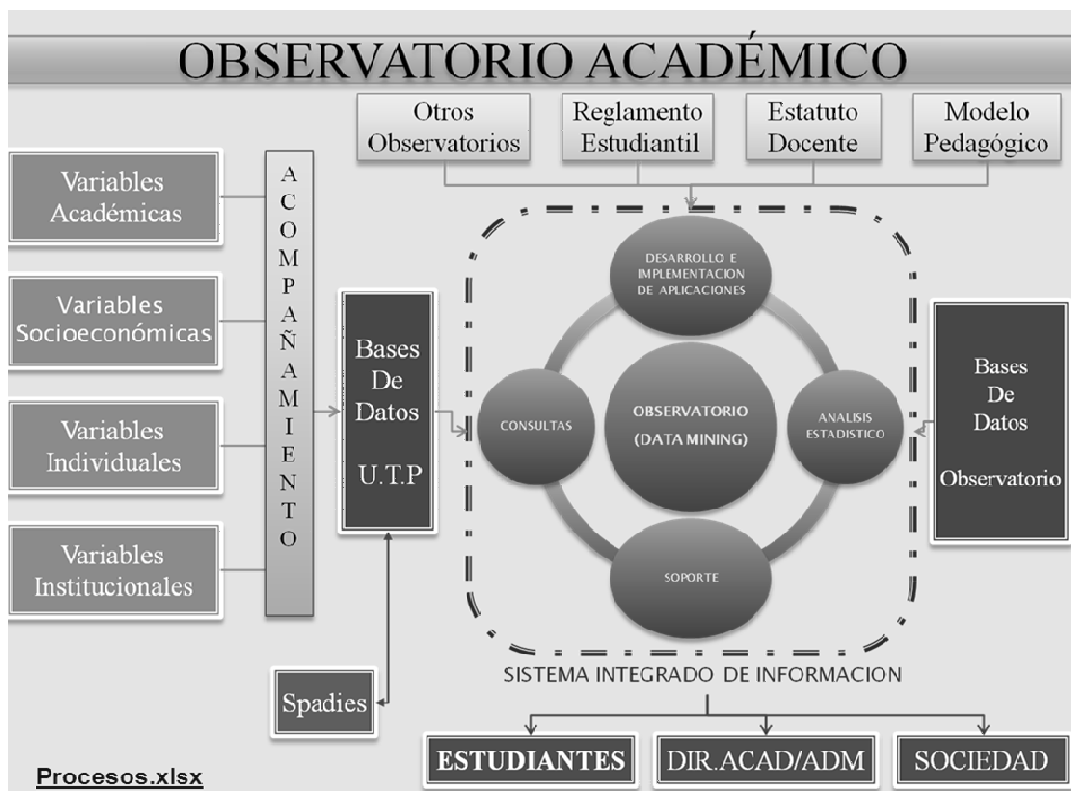 OBSERVATORIO ACADÉMICO
Otros
Observatorios
Reglamento
Estudiantil
Estatuto
Docente
Modelo
Pedagógico
Variables
Académicas
Variables
Socioeconómicas
Variables
Individuales
Variables
Institucionales
ACOMPAÑAMIENTO
Bases
De
Datos
U.T.P
Spadies
DESARROLLO E
IMPLEMENTACION
DE APLICACIONES
CONSULTAS
OBSERVATORIO
(DATA MINING)
ANALISIS
ESTADISTICO
SOPORTE
Bases
De
Datos
Observatorio
SISTEMA INTEGRADO DE INFORMACION
ESTUDIANTES
DIR.ACAD/ADM
SOCIEDAD
Procesos.xlsx